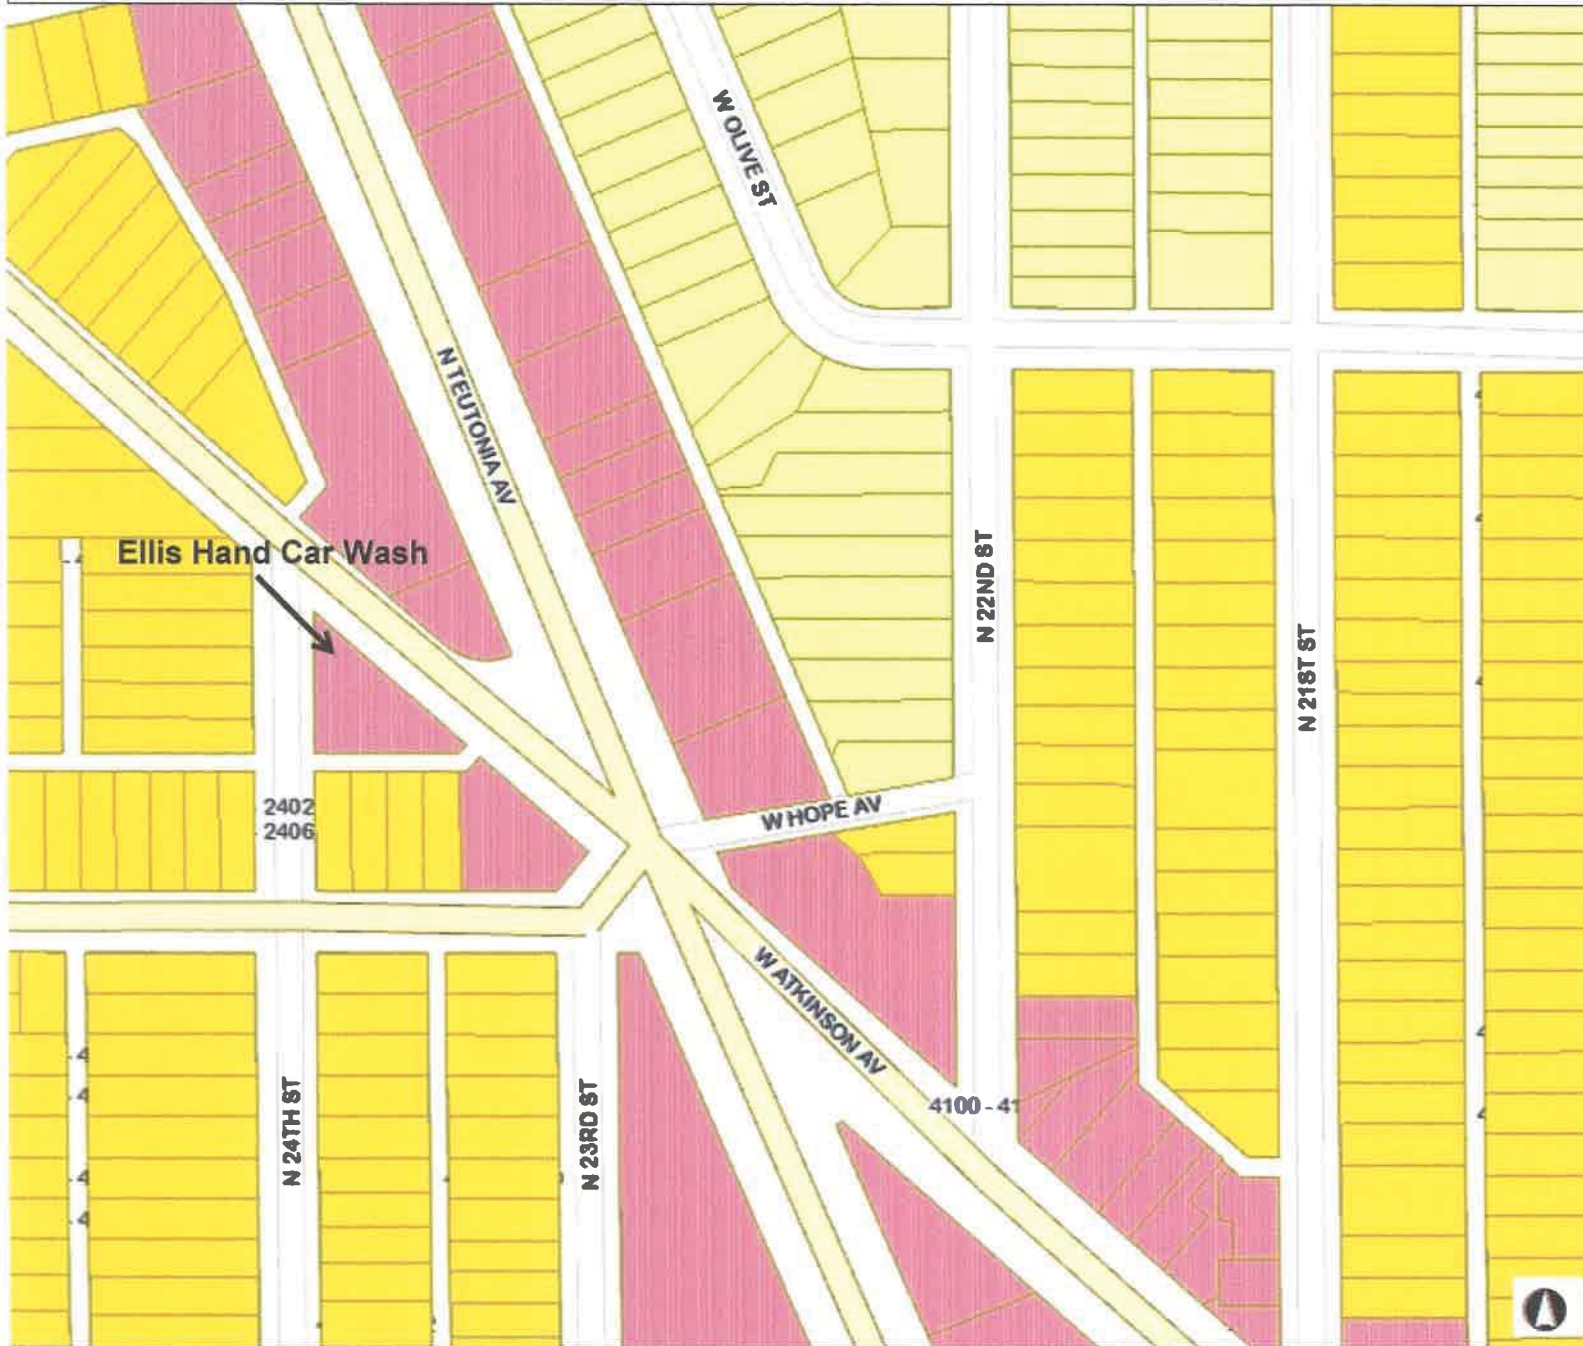 W OLIVE ST
N TEUTONIA AV
Ellis Hand Car Wash
N 22ND ST
N 21ST ST
2402
2406
W HOPE AV
W ATKINSON AV
4100 - 41
N 24TH ST
N 23RD ST